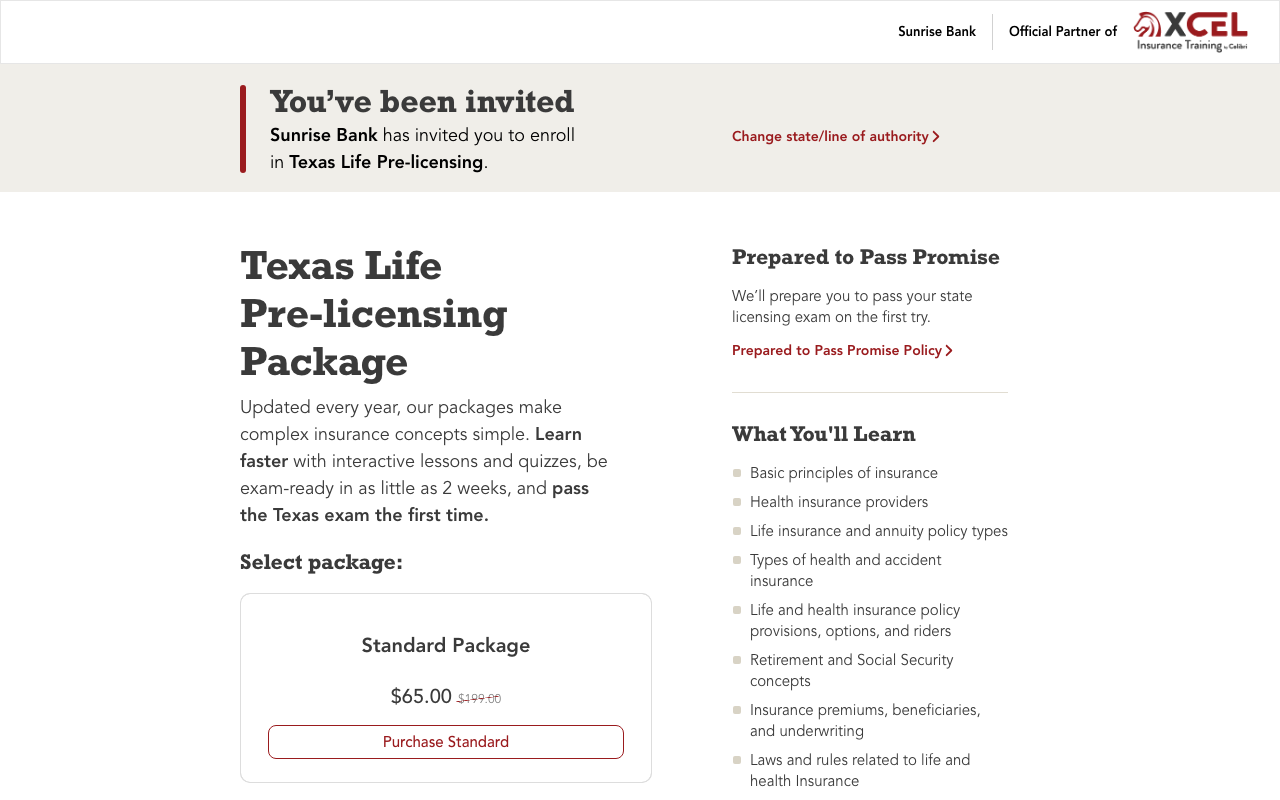 Sunrise Bank
Official Partner of
XCEL
Insurance Training by Colibri
You've been invited
Sunrise Bank has invited you to enroll
in Texas Life Pre-licensing.
Change state/line of authority
Texas Life
Pre-licensing
Package
Updated every year, our packages make
complex insurance concepts simple. Learn
faster with interactive lessons and quizzes, be
exam-ready in as little as 2 weeks, and pass
the Texas exam the first time.
Select package:
Standard Package
$65.00 $199.00
Purchase Standard
Prepared to Pass Promise
We'll prepare you to pass your state
licensing exam on the first try.
Prepared to Pass Promise Policy
What You'll Learn
Basic principles of insurance
Health insurance providers
Life insurance and annuity policy types
Types of health and accident
insurance
Life and health insurance policy
provisions, options, and riders
Retirement and Social Security
concepts
Insurance premiums, beneficiaries,
and underwriting
Laws and rules related to life and
health Insurance